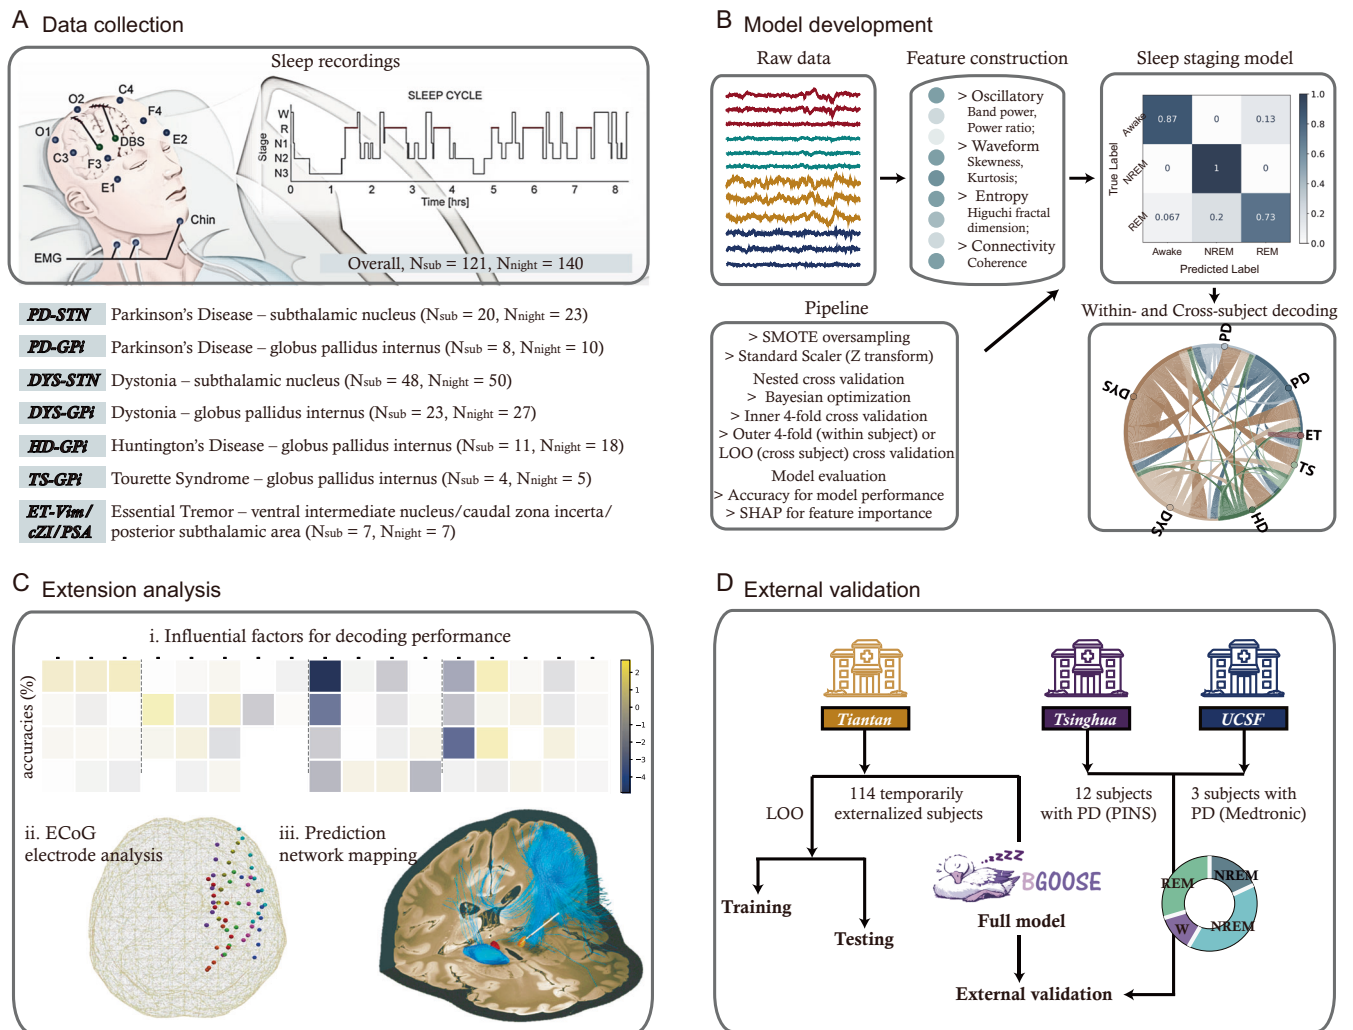 A Data collection
Sleep recordings
SLEEP CYCLE
C4
O2
F4
O1
DBS
E2
C3
F3
E1
Chin
EMG
Stage
W
R
N1
N2
N3
0 1 2 3 4 5 6 7 8
Time [hrs]
Overall, Nsub = 121, Nnight = 140
PD-STN Parkinson's Disease – subthalamic nucleus (Nsub = 20, Nnight = 23)
PD-GPi Parkinson's Disease – globus pallidus internus (Nsub = 8, Nnight = 10)
DYS-STN Dystonia – subthalamic nucleus (Nsub = 48, Nnight = 50)
DYS-GPi Dystonia – globus pallidus internus (Nsub = 23, Nnight = 27)
HD-GPi Huntington's Disease – globus pallidus internus (Nsub = 11, Nnight = 18)
TS-GPi Tourette Syndrome – globus pallidus internus (Nsub = 4, Nnight = 5)
ET-Vim/ Essential Tremor – ventral intermediate nucleus/caudal zona incerta/
cZI/PSA posterior subthalamic area (Nsub = 7, Nnight = 7)
B Model development
Raw data
Feature construction
> Oscillatory
Band power,
Power ratio;
> Waveform
Skewness,
Kurtosis;
> Entropy
Higuchi fractal
dimension;
> Connectivity
Coherence
Sleep staging model
True Label
Awake 0.87 0 0.13
NREM 0 1 0
REM 0.067 0.2 0.73
Awake NREM REM
Predicted Label
1.0
0.8
0.6
0.4
0.2
0.0
Pipeline
> SMOTE oversampling
> Standard Scaler (Z transform)
Nested cross validation
> Bayesian optimization
> Inner 4-fold cross validation
> Outer 4-fold (within subject) or
LOO (cross subject) cross validation
Model evaluation
> Accuracy for model performance
> SHAP for feature importance
Within- and Cross-subject decoding
PD
PD
DYS
ET
TS
HD
DYS
C Extension analysis
i. Influential factors for decoding performance
accuracies (%)
2
1
0
−1
−2
−3
−4
ii. ECoG
electrode analysis
iii. Prediction
network mapping
D External validation
Tiantan
Tsinghua
UCSF
LOO
114 temporarily
externalized subjects
12 subjects
with PD (PINS)
3 subjects with
PD (Medtronic)
zzzzz
BGOOSE
Training
Testing
Full model
REM
NREM
W
NREM
External validation